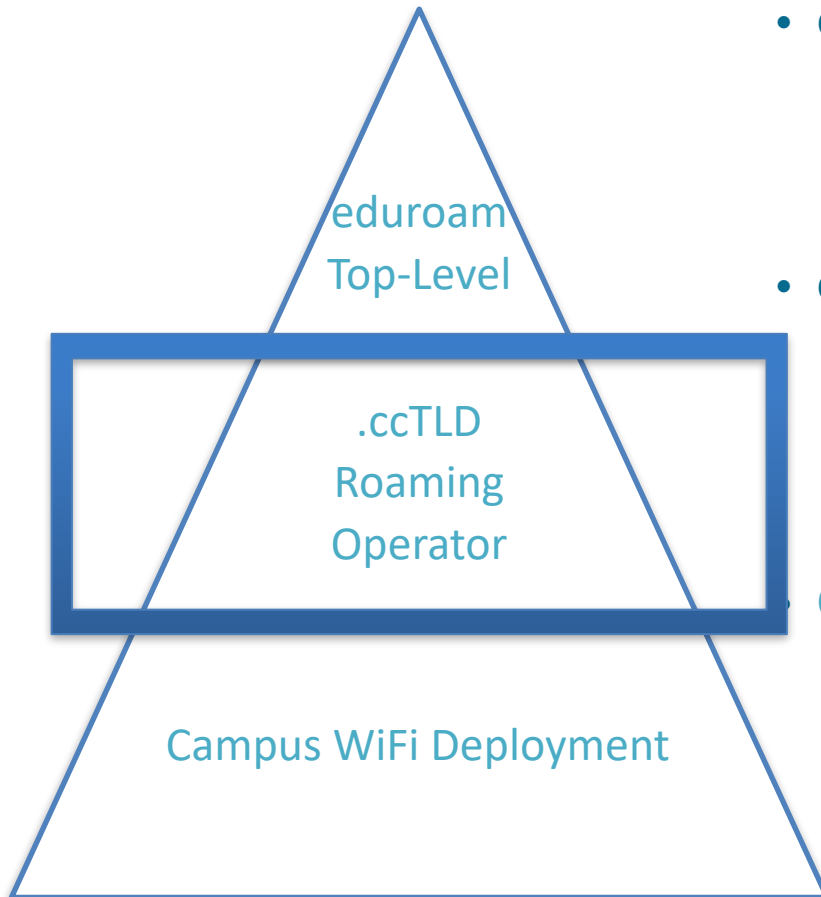 eduroam
Top-Level
.ccTLD
Roaming
Operator
Campus WiFi Deployment